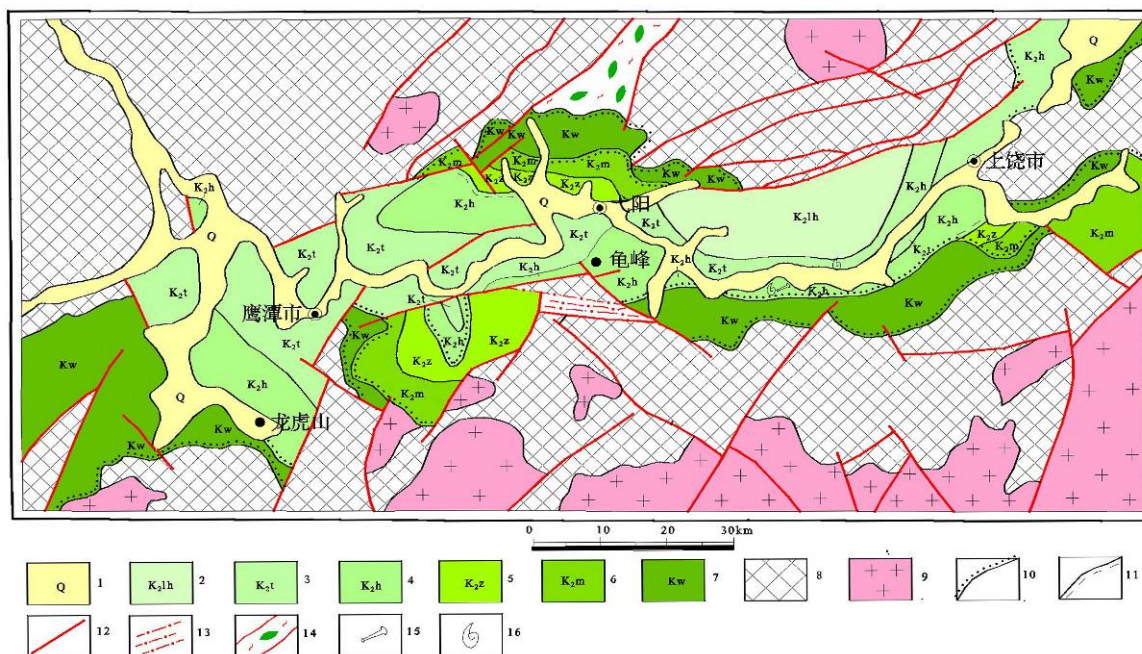 Q
K₂h
Kw
Kw
Kw
Kw
K₂m
K₂m
K₂m
Kw
Kw
Kw
上饶市
K₂z
K₂z
K₂z
K₂h
K₂h
Q
阳
K₂lh
K₂h
K₂m
Q
K₂t
K₂t
K₂t
K₂t
K₂z
K₂m
K₂t
K₂t
K₂h
龟峰
K₂h
K₂t
K₂h
K₂h
Kw
K₂t
鹰潭市
K₂t
Kw
Kw
K₂t
Kw
K₂h
K₂z
K₂z
Kw
K₂h
K₂m
Q
Kw
龙虎山
Kw
0 10 20 30km
Q 1
K₂lh 2
K₂t 3
K₂h 4
K₂z 5
K₂m 6
Kw 7
8
9
10
11
12
13
14
15
16